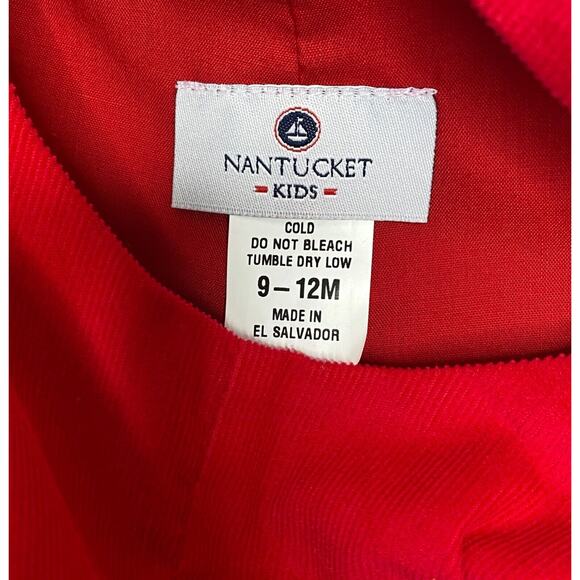 NANTUCKET
KIDS
COLD
DO NOT BLEACH
TUMBLE DRY LOW
9–12M
MADE IN
EL SALVADOR